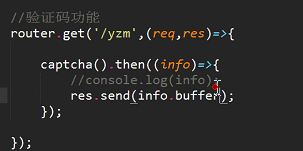 //验证码功能
router.get('/yzm',(req,res)=>{
captcha().then((info)=>{
//console.log(info);
res.send(info.buffer);
});
});